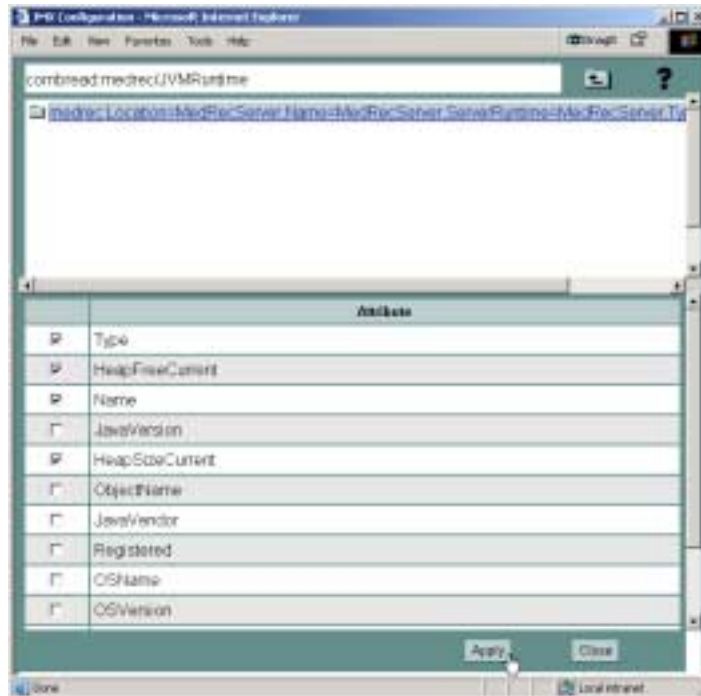 JMX Configuration - Microsoft Internet Explorer
File Edit View Favorites Tools Help
cornbread:medrec/JVMRuntime
medrec:Location=MedRecServer,Name=MedRecServer,ServerRuntime=MedRecServer,Ty
Attribute
Type
HeapFreeCurrent
Name
JavaVersion
HeapSizeCurrent
ObjectName
JavaVendor
Registered
OSName
OSVersion
Apply Close
Done Local intranet